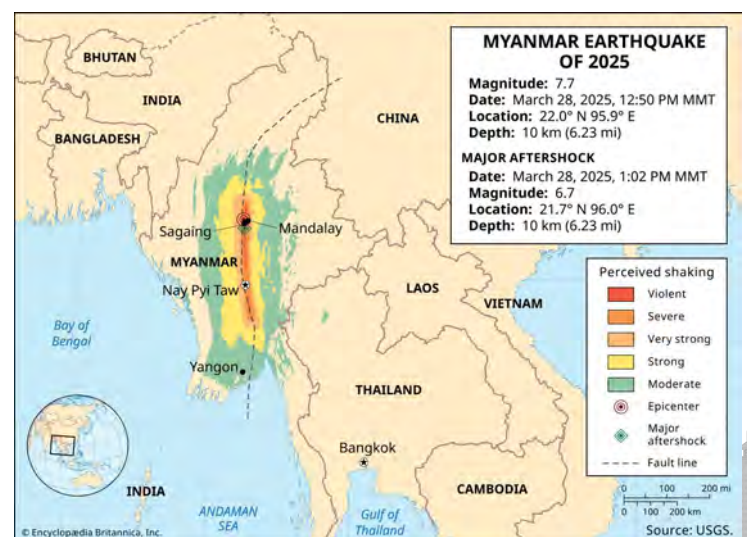 MYANMAR EARTHQUAKE
OF 2025
Magnitude: 7.7
Date: March 28, 2025, 12:50 PM MMT
Location: 22.0° N 95.9° E
Depth: 10 km (6.23 mi)
MAJOR AFTERSHOCK
Date: March 28, 2025, 1:02 PM MMT
Magnitude: 6.7
Location: 21.7° N 96.0° E
Depth: 10 km (6.23 mi)
BHUTAN
INDIA
CHINA
BANGLADESH
Sagaing
Mandalay
MYANMAR
Nay Pyi Taw
LAOS
VIETNAM
Bay of
Bengal
Yangon
THAILAND
Bangkok
CAMBODIA
INDIA
ANDAMAN
SEA
Gulf of
Thailand
Perceived shaking
Violent
Severe
Very strong
Strong
Moderate
Epicenter
Major
aftershock
Fault line
0 100 200 mi
0 100 200 km
© Encyclopædia Britannica, Inc.
Source: USGS.